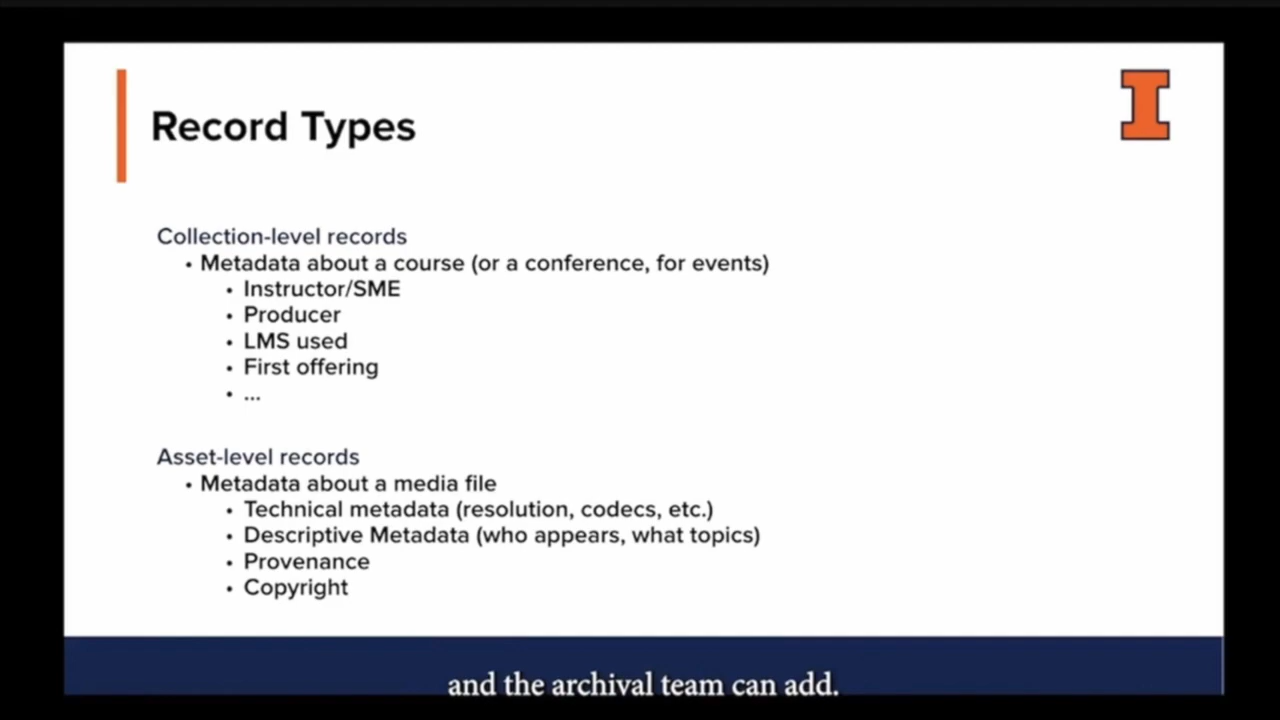 Record Types
Collection-level records
• Metadata about a course (or a conference, for events)
• Instructor/SME
• Producer
• LMS used
• First offering
• ...
Asset-level records
• Metadata about a media file
• Technical metadata (resolution, codecs, etc.)
• Descriptive Metadata (who appears, what topics)
• Provenance
• Copyright
and the archival team can add.